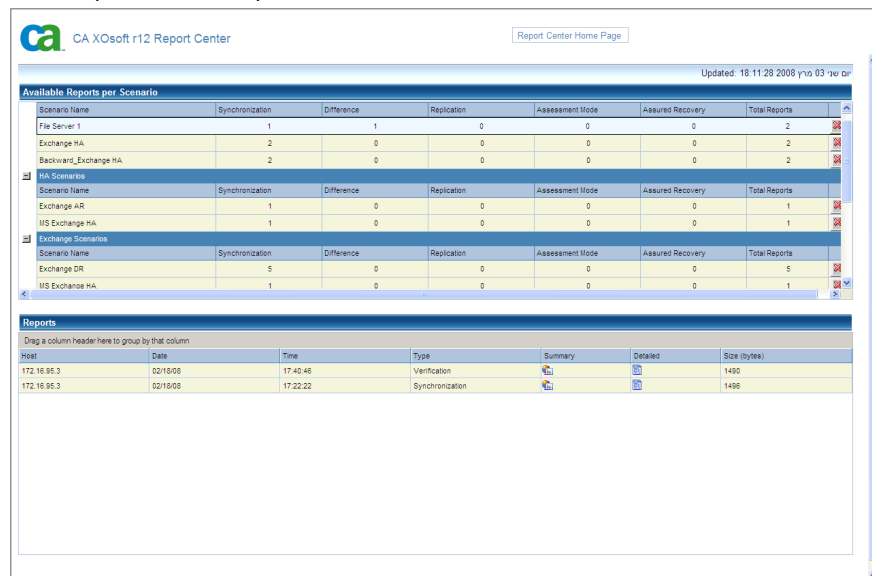 ca CA XOsoft r12 Report Center Report Center Home Page
Updated: 18:11:28 2008 יום שני 03 מרץ
Available Reports per Scenario
Scenario Name Synchronization Difference Replication Assessment Mode Assured Recovery Total Reports
File Server 1 1 1 0 0 0 2
Exchange HA 2 0 0 0 0 2
Backward_Exchange HA 2 0 0 0 0 2
HA Scenarios
Scenario Name Synchronization Difference Replication Assessment Mode Assured Recovery Total Reports
Exchange AR 1 0 0 0 0 1
MS Exchange HA 1 0 0 0 0 1
Exchange Scenarios
Scenario Name Synchronization Difference Replication Assessment Mode Assured Recovery Total Reports
Exchange DR 5 0 0 0 0 5
MS Exchange HA 1 0 0 0 0 1
Reports
Drag a column header here to group by that column
Host Date Time Type Summary Detailed Size (bytes)
172.16.95.3 02/18/08 17:40:46 Verification 1490
172.16.95.3 02/18/08 17:22:22 Synchronization 1496